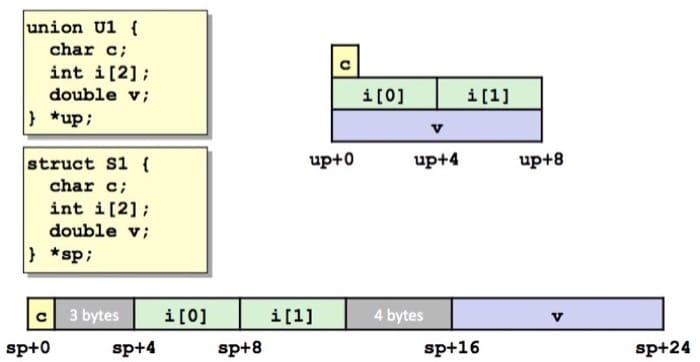 union U1 {
char c;
int i[2];
double v;
} *up;
c
i[0] i[1]
v
up+0 up+4 up+8
struct S1 {
char c;
int i[2];
double v;
} *sp;
c 3 bytes i[0] i[1] 4 bytes v
sp+0 sp+4 sp+8 sp+16 sp+24